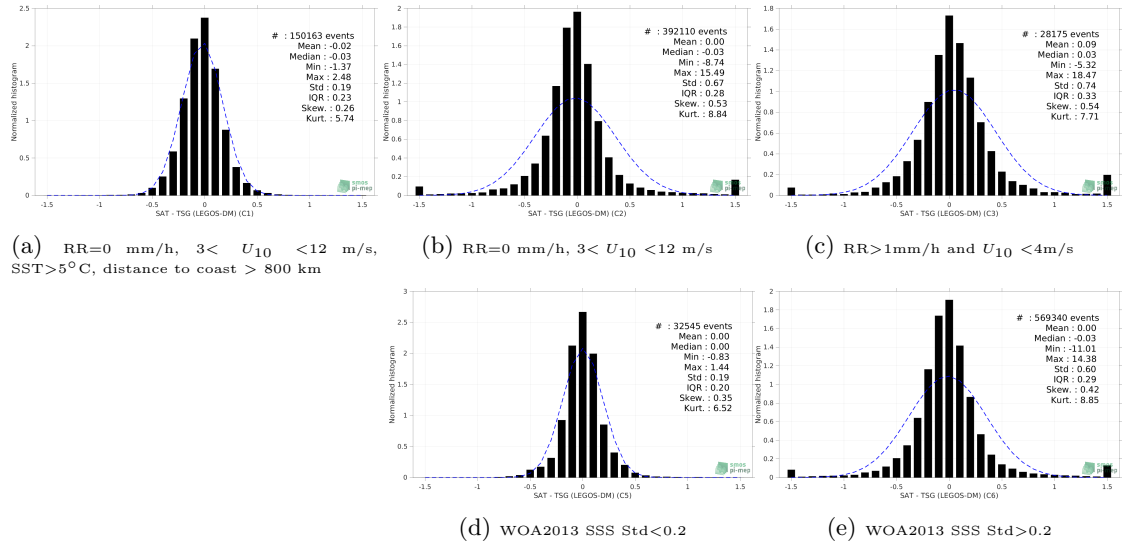 Normalized histogram
2.5
2
1.5
1
0.5
0
-1.5 -1 -0.5 0 0.5 1 1.5
SAT - TSG (LEGOS-DM) (C1)
# : 150163 events
Mean : -0.02
Median : -0.03
Min : -1.37
Max : 2.48
Std : 0.19
IQR : 0.23
Skew. : 0.26
Kurt. : 5.74
smos
pi-mep
(a) RR=0 mm/h, 3< U10 <12 m/s,
SST>5°C, distance to coast > 800 km
Normalized histogram
2
1.8
1.6
1.4
1.2
1
0.8
0.6
0.4
0.2
0
-1.5 -1 -0.5 0 0.5 1 1.5
SAT - TSG (LEGOS-DM) (C2)
# : 392110 events
Mean : 0.00
Median : -0.03
Min : -8.74
Max : 15.49
Std : 0.67
IQR : 0.28
Skew. : 0.53
Kurt. : 8.84
smos
pi-mep
(b) RR=0 mm/h, 3< U10 <12 m/s
Normalized histogram
1.8
1.6
1.4
1.2
1
0.8
0.6
0.4
0.2
0
-1.5 -1 -0.5 0 0.5 1 1.5
SAT - TSG (LEGOS-DM) (C3)
# : 28175 events
Mean : 0.09
Median : 0.03
Min : -5.32
Max : 18.47
Std : 0.74
IQR : 0.33
Skew. : 0.54
Kurt. : 7.71
smos
pi-mep
(c) RR>1mm/h and U10 <4m/s
Normalized histogram
3
2.5
2
1.5
1
0.5
0
-1.5 -1 -0.5 0 0.5 1 1.5
SAT - TSG (LEGOS-DM) (C5)
# : 32545 events
Mean : 0.00
Median : 0.00
Min : -0.83
Max : 1.44
Std : 0.19
IQR : 0.20
Skew. : 0.35
Kurt. : 6.52
smos
pi-mep
(d) WOA2013 SSS Std<0.2
Normalized histogram
2
1.8
1.6
1.4
1.2
1
0.8
0.6
0.4
0.2
0
-1.5 -1 -0.5 0 0.5 1 1.5
SAT - TSG (LEGOS-DM) (C6)
# : 569340 events
Mean : 0.00
Median : -0.03
Min : -11.01
Max : 14.38
Std : 0.60
IQR : 0.29
Skew. : 0.42
Kurt. : 8.85
smos
pi-mep
(e) WOA2013 SSS Std>0.2